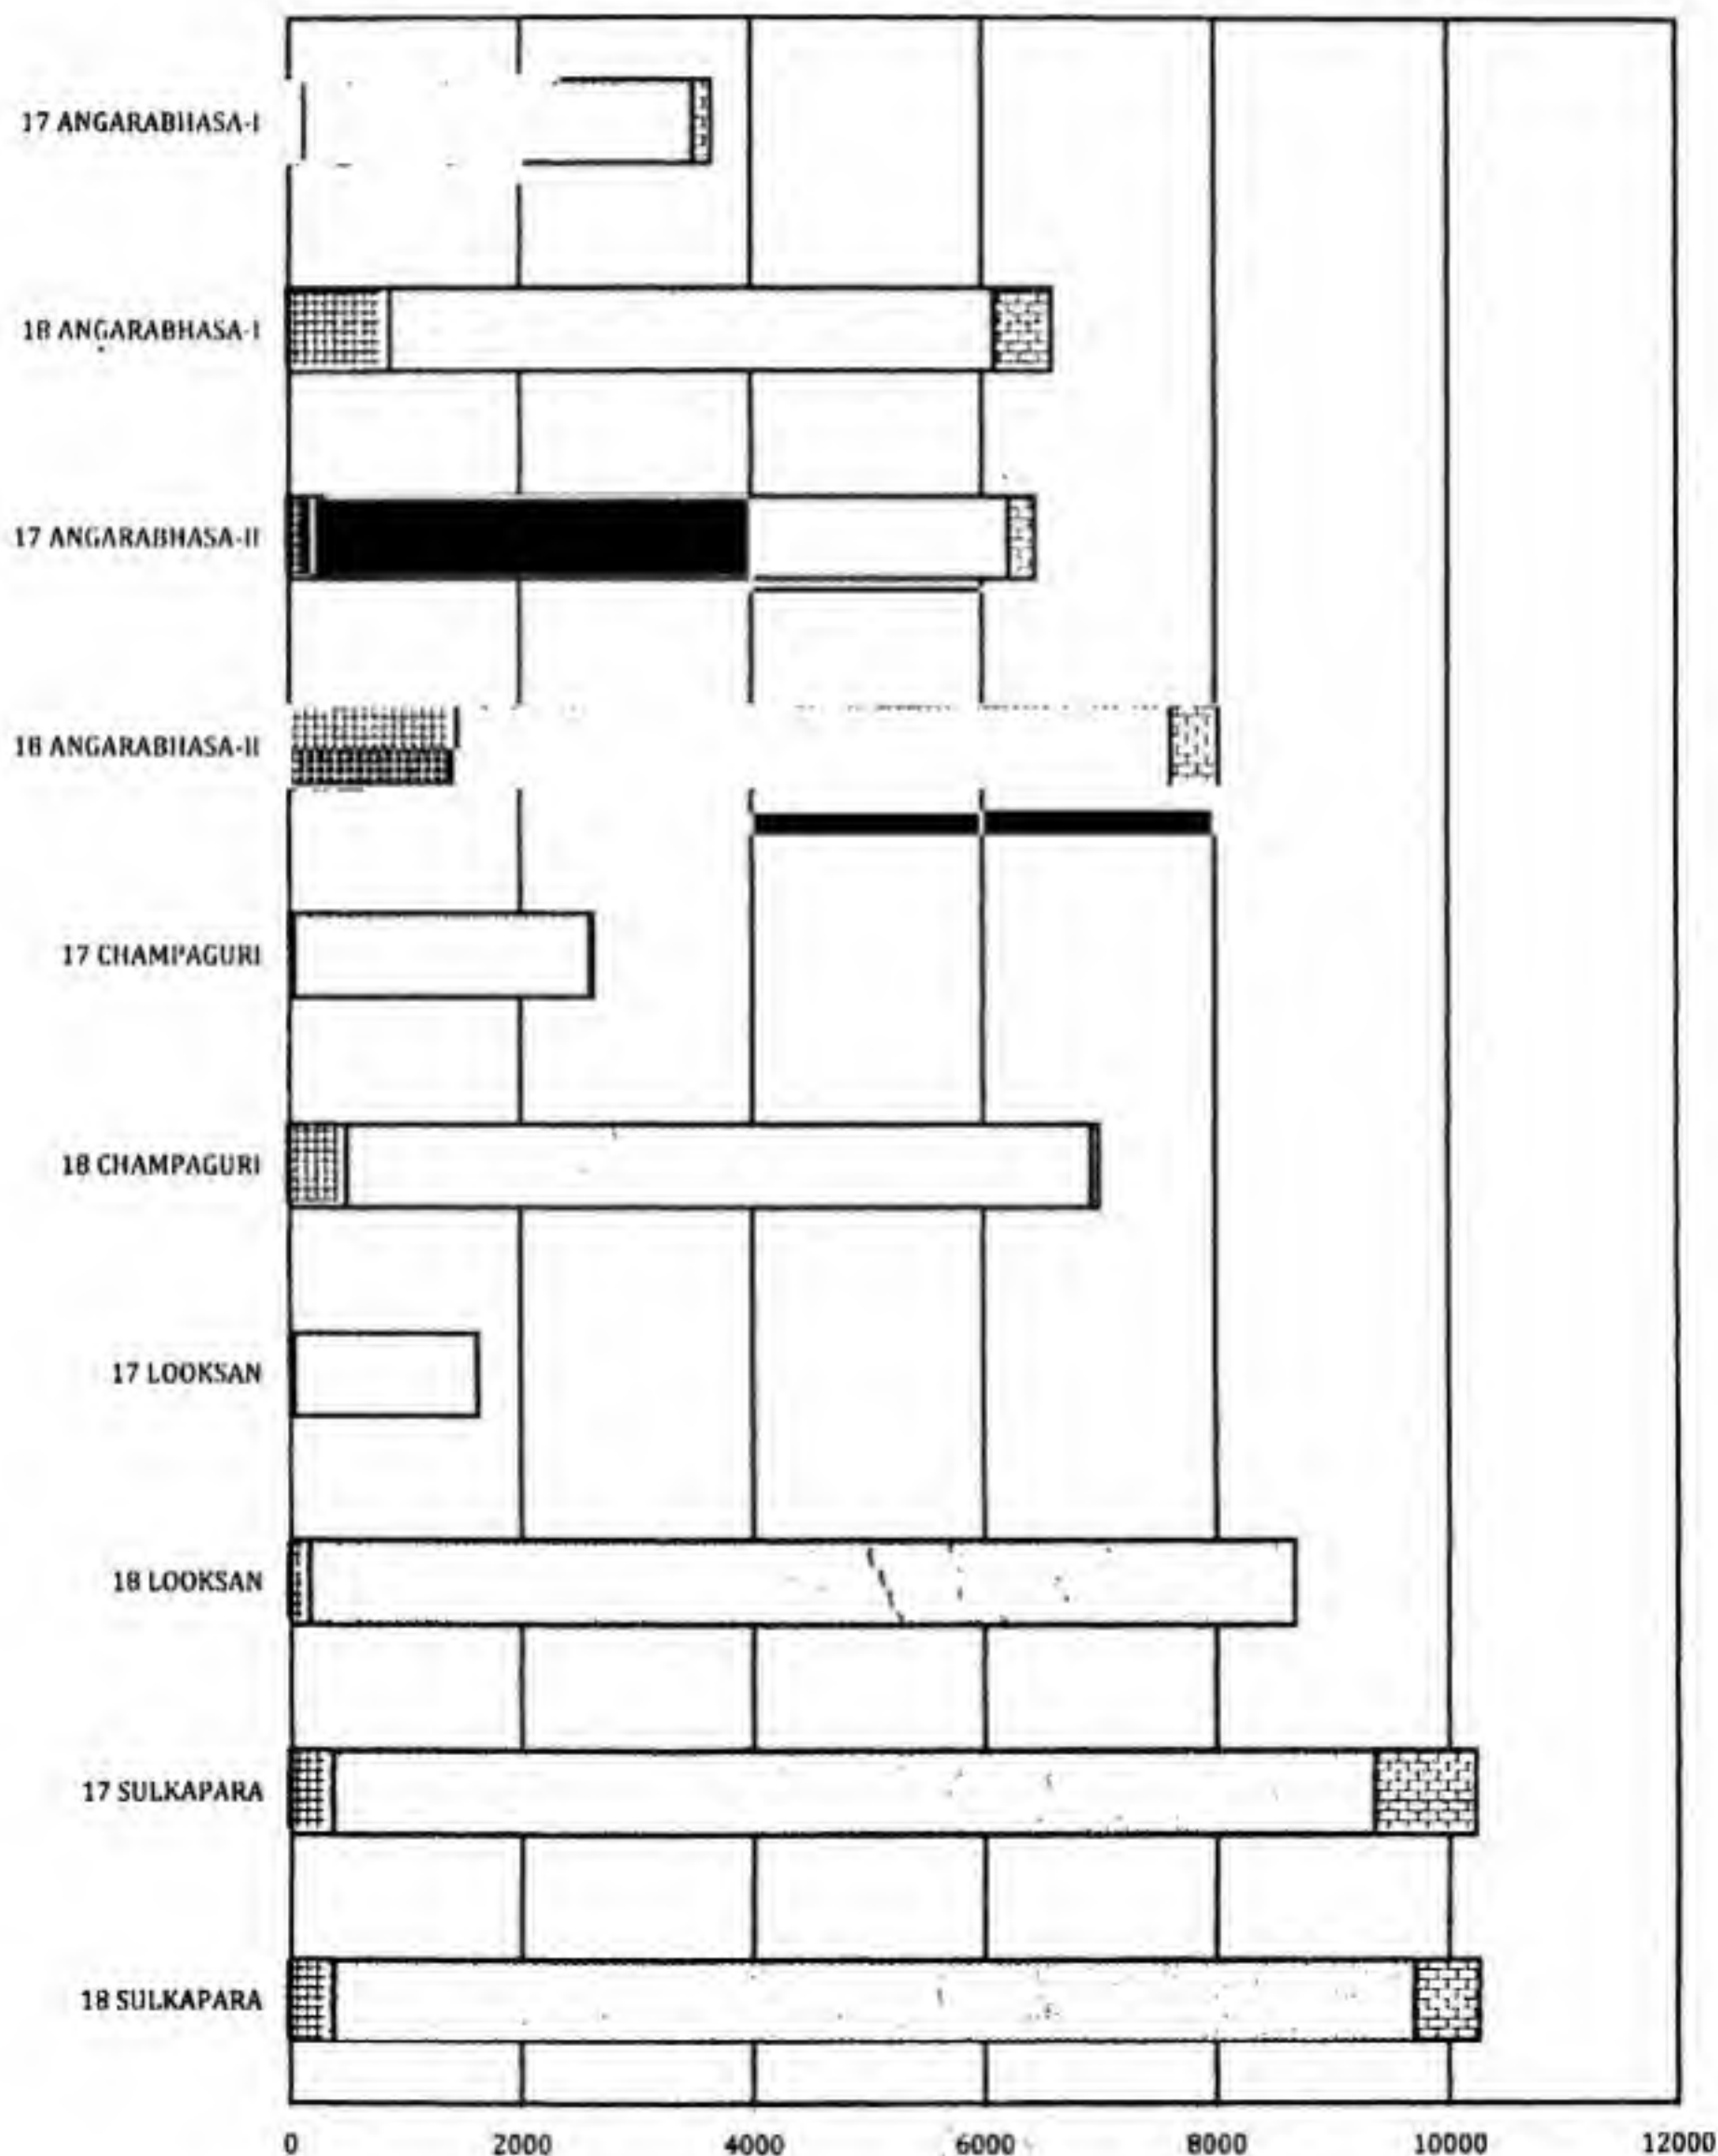 17 ANGARABHASA-I
18 ANGARABHASA-I
17 ANGARABHASA-II
18 ANGARABHASA-II
17 CHAMPAGURI
18 CHAMPAGURI
17 LOOKSAN
18 LOOKSAN
17 SULKAPARA
18 SULKAPARA
0 2000 4000 6000 8000 10000 12000